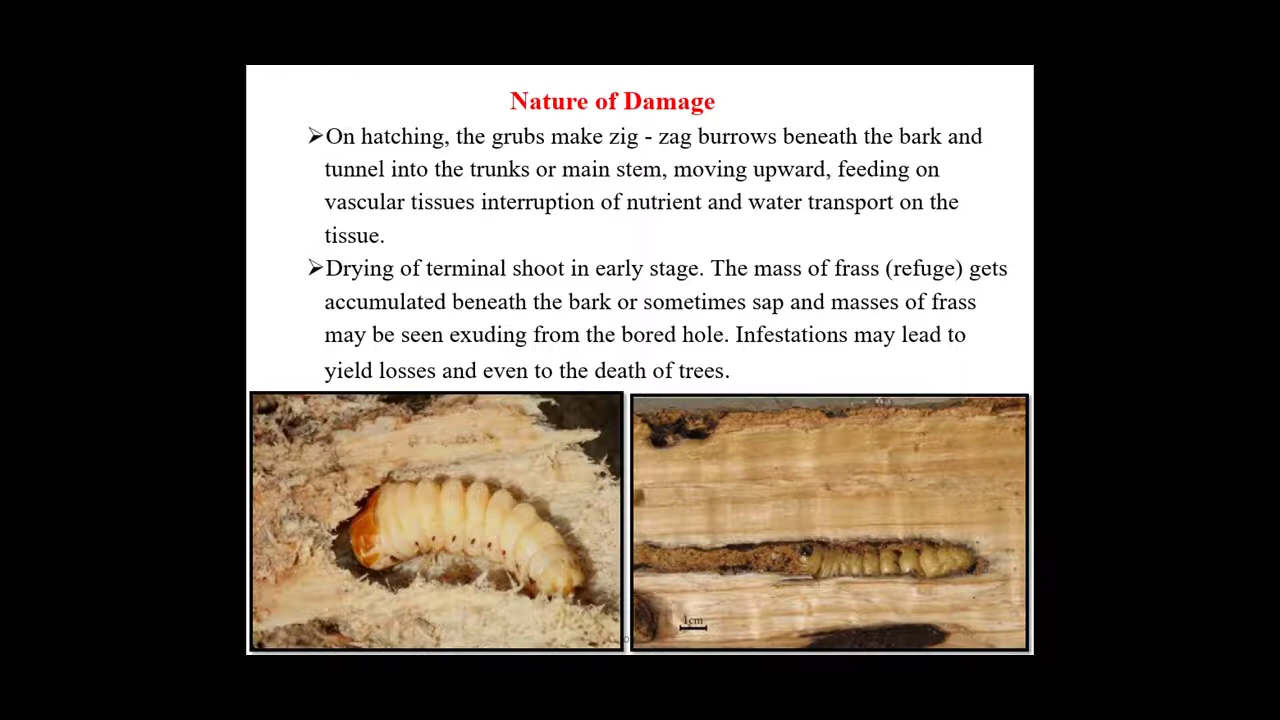 Nature of Damage
➢On hatching, the grubs make zig - zag burrows beneath the bark and
tunnel into the trunks or main stem, moving upward, feeding on
vascular tissues interruption of nutrient and water transport on the
tissue.
➢Drying of terminal shoot in early stage. The mass of frass (refuge) gets
accumulated beneath the bark or sometimes sap and masses of frass
may be seen exuding from the bored hole. Infestations may lead to
yield losses and even to the death of trees.
1cm